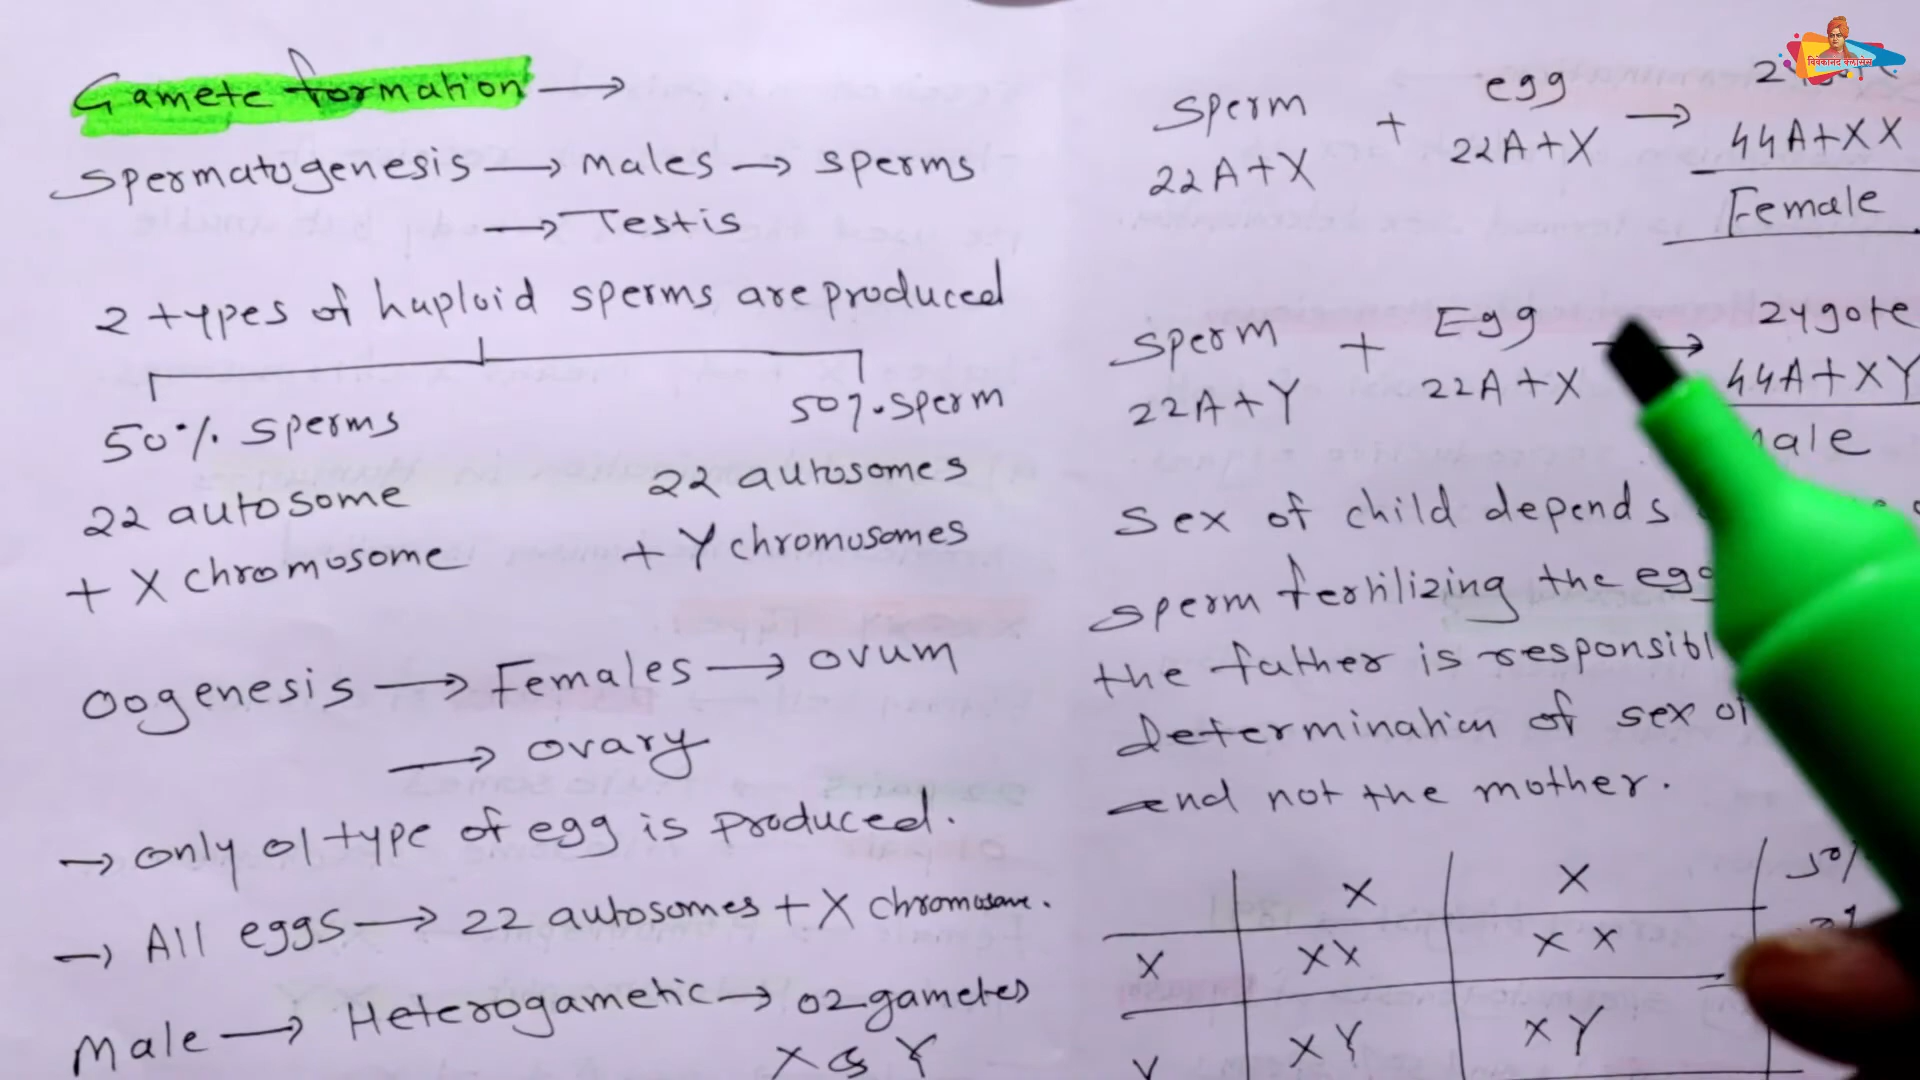 Gamete formation →
Spermatogenesis → males → sperms
→ Testis
2 types of haploid sperms are produced
50% sperms
22 autosome
+ X chromosome
50% sperm
22 autosomes
+ Y chromosomes
Oogenesis → Females → ovum
→ ovary
→ only 01 type of egg is produced.
→ All eggs → 22 autosomes + X chromosome.
Male → Heterogametic → 02 gametes
X & Y
sperm + egg →
22A+X 22A+X 44A+XX
Female
sperm + Egg → zygote
22A+Y 22A+X 44A+XY
male
sex of child depends
sperm fertilizing the egg
the father is responsibl
determination of sex of
and not the mother.
X X 50%
X XX XX
XY XY
Y
विवेकानंद क्लासेस